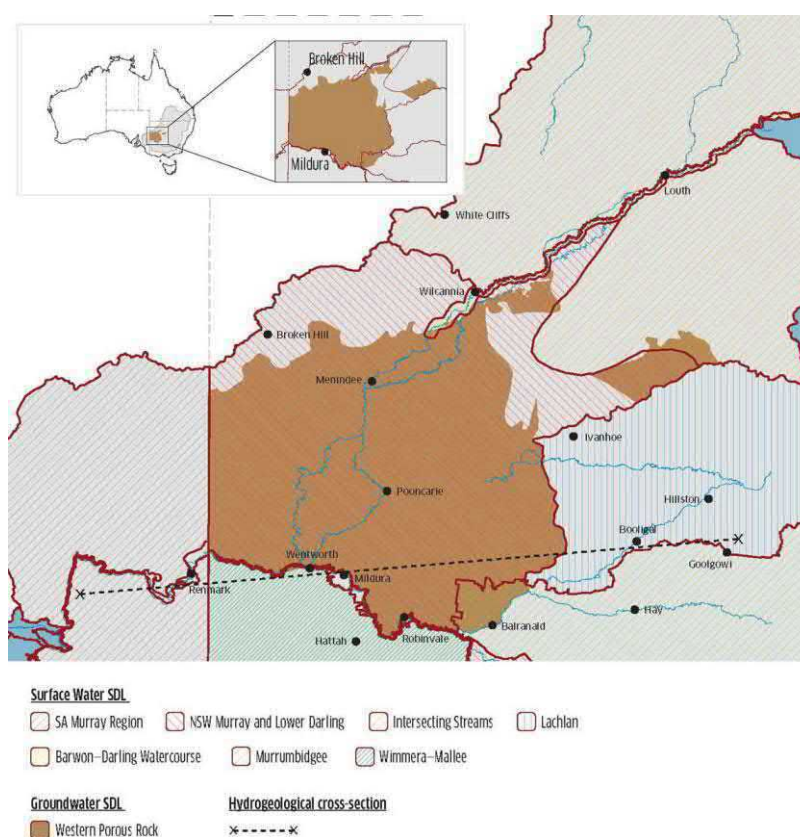 Broken Hill
Mildura
White Cliffs
Louth
Wilcannia
Broken Hill
Menindee
Ivanhoe
Pooncarie
Hillston
Booligal
Goolgowi
Wentworth
Mildura
Renmark
Hay
Robinvale
Balranald
Hattah
Surface Water SDL
SA Murray Region NSW Murray and Lower Darling Intersecting Streams Lachlan
Barwon–Darling Watercourse Murrumbidgee Wimmera–Mallee
Groundwater SDL Hydrogeological cross-section
Western Porous Rock x x